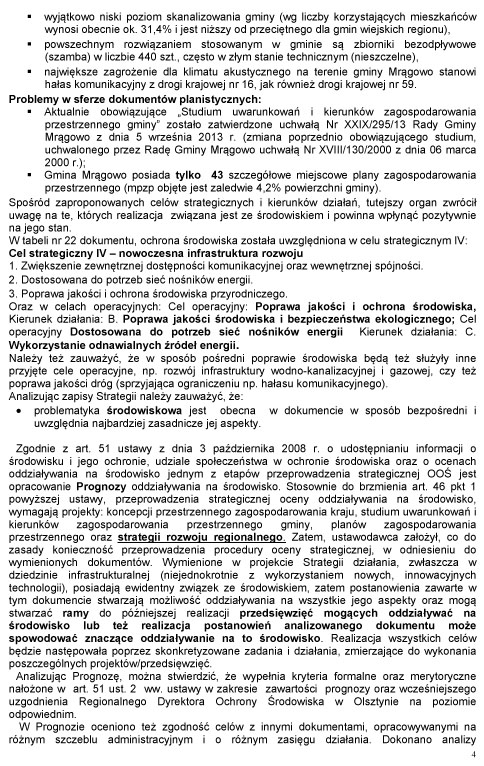 ▪ wyjątkowo niski poziom skanalizowania gminy (wg liczby korzystających mieszkańców
wynosi obecnie ok. 31,4% i jest niższy od przeciętnego dla gmin wiejskich regionu),
▪ powszechnym rozwiązaniem stosowanym w gminie są zbiorniki bezodpływowe
(szamba) w liczbie 440 szt., często w złym stanie technicznym (nieszczelne),
▪ największe zagrożenie dla klimatu akustycznego na terenie gminy Mrągowo stanowi
hałas komunikacyjny z drogi krajowej nr 16, jak również drogi krajowej nr 59.
Problemy w sferze dokumentów planistycznych:
▪ Aktualnie obowiązujące „Studium uwarunkowań i kierunków zagospodarowania
przestrzennego gminy” zostało zatwierdzone uchwałą Nr XXIX/295/13 Rady Gminy
Mrągowo z dnia 5 września 2013 r. (zmiana poprzednio obowiązującego studium,
uchwalonego przez Radę Gminy Mrągowo uchwałą Nr XVIII/130/2000 z dnia 06 marca
2000 r.);
▪ Gmina Mrągowo posiada tylko 43 szczegółowe miejscowe plany zagospodarowania
przestrzennego (mpzp objęte jest zaledwie 4,2% powierzchni gminy).
Spośród zaproponowanych celów strategicznych i kierunków działań, tutejszy organ zwrócił
uwagę na te, których realizacja związana jest ze środowiskiem i powinna wpłynąć pozytywnie
na jego stan.
W tabeli nr 22 dokumentu, ochrona środowiska została uwzględniona w celu strategicznym IV:
Cel strategiczny IV – nowoczesna infrastruktura rozwoju
1. Zwiększenie zewnętrznej dostępności komunikacyjnej oraz wewnętrznej spójności.
2. Dostosowana do potrzeb sieć nośników energii.
3. Poprawa jakości i ochrona środowiska przyrodniczego.
Oraz w celach operacyjnych: Cel operacyjny: Poprawa jakości i ochrona środowiska,
Kierunek działania: B. Poprawa jakości środowiska i bezpieczeństwa ekologicznego; Cel
operacyjny Dostosowana do potrzeb sieć nośników energii Kierunek działania: C.
Wykorzystanie odnawialnych źródeł energii.
Należy też zauważyć, że w sposób pośredni poprawie środowiska będą też służyły inne
przyjęte cele operacyjne, np. rozwój infrastruktury wodno-kanalizacyjnej i gazowej, czy też
poprawa jakości dróg (sprzyjająca ograniczeniu np. hałasu komunikacyjnego).
Analizując zapisy Strategii należy zauważyć, że:
• problematyka środowiskowa jest obecna w dokumencie w sposób bezpośredni i
uwzględnia najbardziej zasadnicze jej aspekty.
Zgodnie z art. 51 ustawy z dnia 3 października 2008 r. o udostępnianiu informacji o
środowisku i jego ochronie, udziale społeczeństwa w ochronie środowiska oraz o ocenach
oddziaływania na środowisko jednym z etapów przeprowadzenia strategicznej OOŚ jest
opracowanie Prognozy oddziaływania na środowisko. Stosownie do brzmienia art. 46 pkt 1
powyższej ustawy, przeprowadzenia strategicznej oceny oddziaływania na środowisko,
wymagają projekty: koncepcji przestrzennego zagospodarowania kraju, studium uwarunkowań i
kierunków zagospodarowania przestrzennego gminy, planów zagospodarowania
przestrzennego oraz strategii rozwoju regionalnego. Zatem, ustawodawca założył, co do
zasady konieczność przeprowadzenia procedury oceny strategicznej, w odniesieniu do
wymienionych dokumentów. Wymienione w projekcie Strategii działania, zwłaszcza w
dziedzinie infrastrukturalnej (niejednokrotnie z wykorzystaniem nowych, innowacyjnych
technologii), posiadają ewidentny związek ze środowiskiem, zatem postanowienia zawarte w
tym dokumencie stwarzają możliwość oddziaływania na wszystkie jego aspekty oraz mogą
stwarzać ramy do późniejszej realizacji przedsięwzięć mogących oddziaływać na
środowisko lub też realizacja postanowień analizowanego dokumentu może
spowodować znaczące oddziaływanie na to środowisko. Realizacja wszystkich celów
będzie następowała poprzez skonkretyzowane zadania i działania, zmierzające do wykonania
poszczególnych projektów/przedsięwzięć.
Analizując Prognozę, można stwierdzić, że wypełnia kryteria formalne oraz merytoryczne
nałożone w art. 51 ust. 2 ww. ustawy w zakresie zawartości prognozy oraz wcześniejszego
uzgodnienia Regionalnego Dyrektora Ochrony Środowiska w Olsztynie na poziomie
odpowiednim.
W Prognozie oceniono też zgodność celów z innymi dokumentami, opracowywanymi na
różnym szczeblu administracyjnym i o różnym zasięgu działania. Dokonano analizy
4